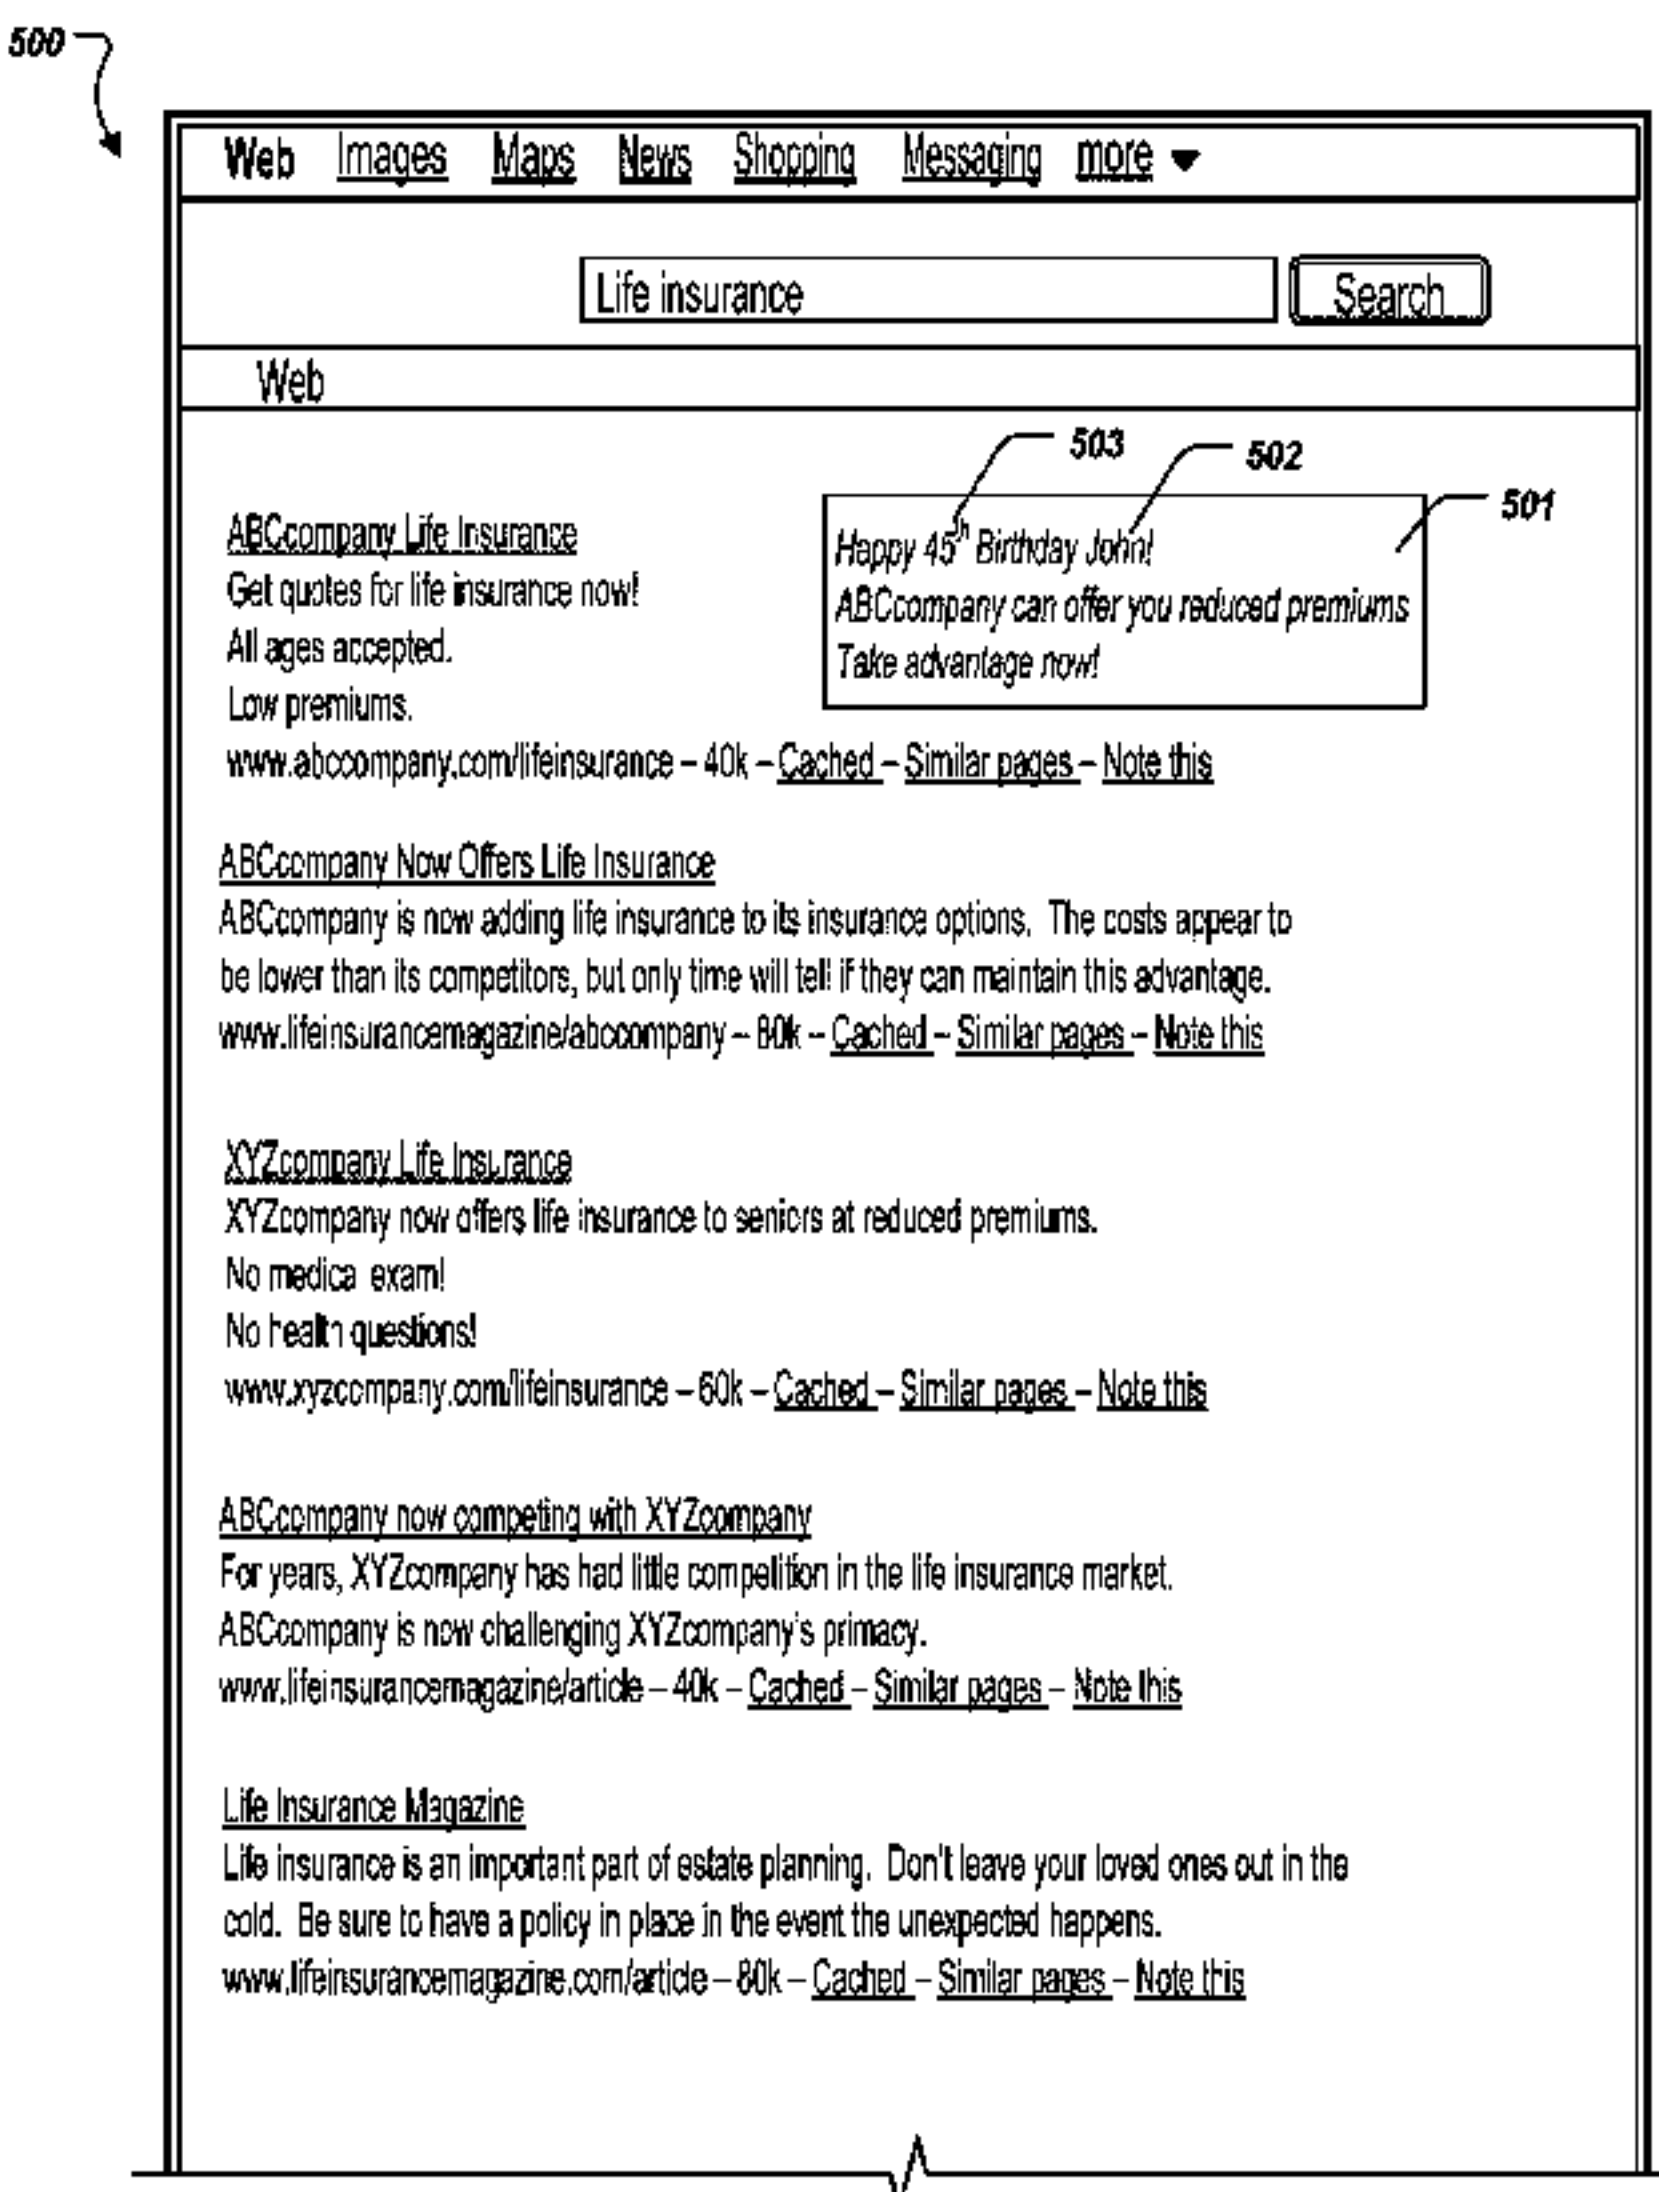 500
Web Images Maps News Shopping Messaging more
Life insurance Search
Web
503
502
501
ABCcompany Life Insurance
Get quotes for life insurance now!
All ages accepted.
Low premiums.
www.abccompany.com/lifeinsurance – 40k – Cached – Similar pages – Note this
Happy 45th Birthday John!
ABCcompany can offer you reduced premiums
Take advantage now!
ABCcompany Now Offers Life Insurance
ABCcompany is now adding life insurance to its insurance options. The costs appear to
be lower than its competitors, but only time will tell if they can maintain this advantage.
www.lifeinsurancemagazine/abccompany – 80k – Cached – Similar pages – Note this
XYZcompany Life Insurance
XYZcompany now offers life insurance to seniors at reduced premiums.
No medical exam!
No health questions!
www.xyzcompany.com/lifeinsurance – 60k – Cached – Similar pages – Note this
ABCcompany now competing with XYZcompany
For years, XYZcompany has had little competition in the life insurance market.
ABCcompany is now challenging XYZcompany's primacy.
www.lifeinsurancemagazine/article – 40k – Cached – Similar pages – Note this
Life Insurance Magazine
Life insurance is an important part of estate planning. Don't leave your loved ones out in the
cold. Be sure to have a policy in place in the event the unexpected happens.
www.lifeinsurancemagazine.com/article – 80k – Cached – Similar pages – Note this